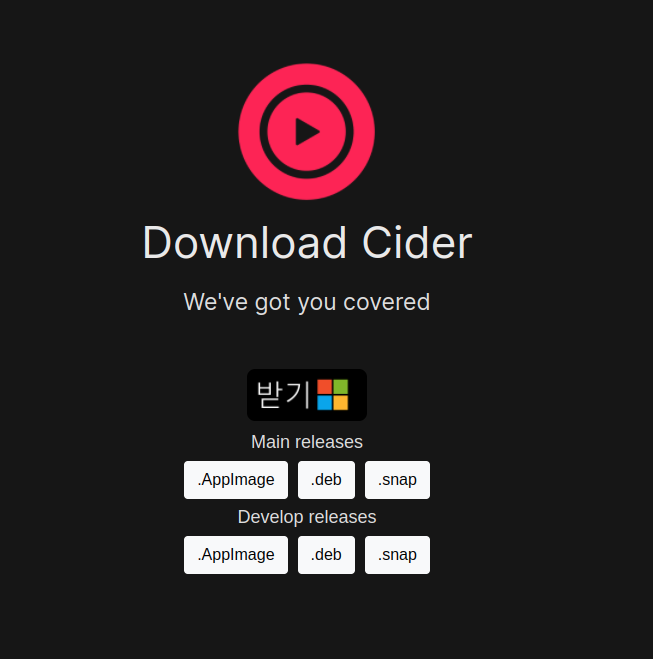 Download Cider
We've got you covered
받기
Main releases
.AppImage .deb .snap
Develop releases
.AppImage .deb .snap